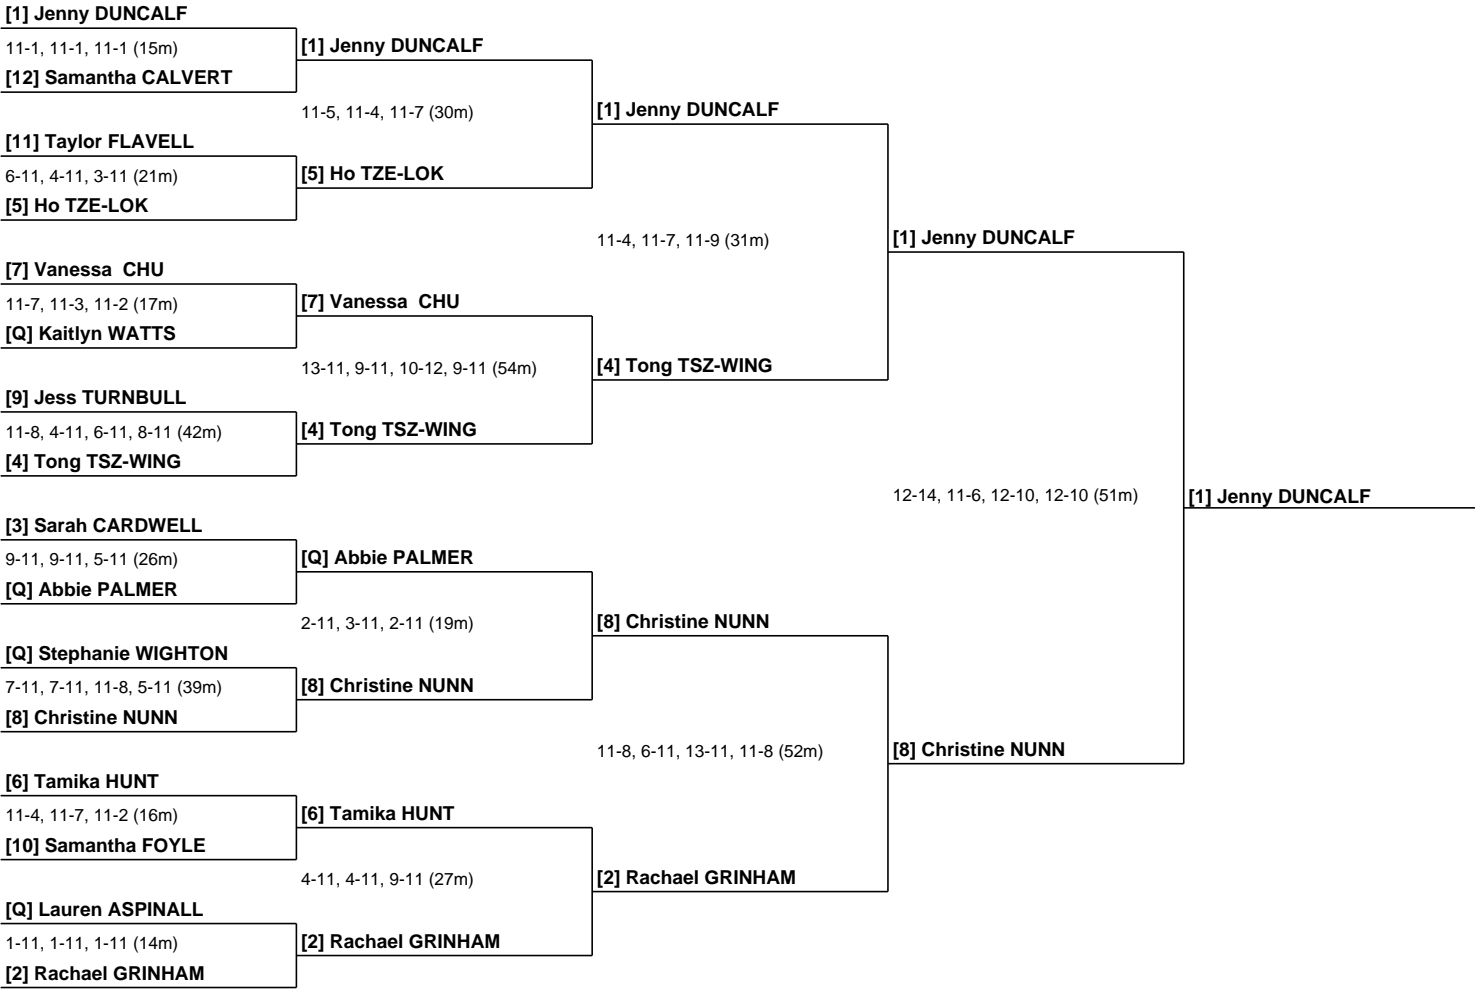 [1] Jenny DUNCALF
11-1, 11-1, 11-1 (15m)
[12] Samantha CALVERT
[11] Taylor FLAVELL
6-11, 4-11, 3-11 (21m)
[5] Ho TZE-LOK
[7] Vanessa  CHU
11-7, 11-3, 11-2 (17m)
[Q] Kaitlyn WATTS
[9] Jess TURNBULL
11-8, 4-11, 6-11, 8-11 (42m)
[4] Tong TSZ-WING
[3] Sarah CARDWELL
9-11, 9-11, 5-11 (26m)
[Q] Abbie PALMER
[Q] Stephanie WIGHTON
7-11, 7-11, 11-8, 5-11 (39m)
[8] Christine NUNN
[6] Tamika HUNT
11-4, 11-7, 11-2 (16m)
[10] Samantha FOYLE
[Q] Lauren ASPINALL
1-11, 1-11, 1-11 (14m)
[2] Rachael GRINHAM
[1] Jenny DUNCALF
11-5, 11-4, 11-7 (30m)
[5] Ho TZE-LOK
[7] Vanessa  CHU
13-11, 9-11, 10-12, 9-11 (54m)
[4] Tong TSZ-WING
[Q] Abbie PALMER
2-11, 3-11, 2-11 (19m)
[8] Christine NUNN
[6] Tamika HUNT
4-11, 4-11, 9-11 (27m)
[2] Rachael GRINHAM
[1] Jenny DUNCALF
11-4, 11-7, 11-9 (31m)
[4] Tong TSZ-WING
[8] Christine NUNN
11-8, 6-11, 13-11, 11-8 (52m)
[2] Rachael GRINHAM
[1] Jenny DUNCALF
12-14, 11-6, 12-10, 12-10 (51m)
[8] Christine NUNN
[1] Jenny DUNCALF